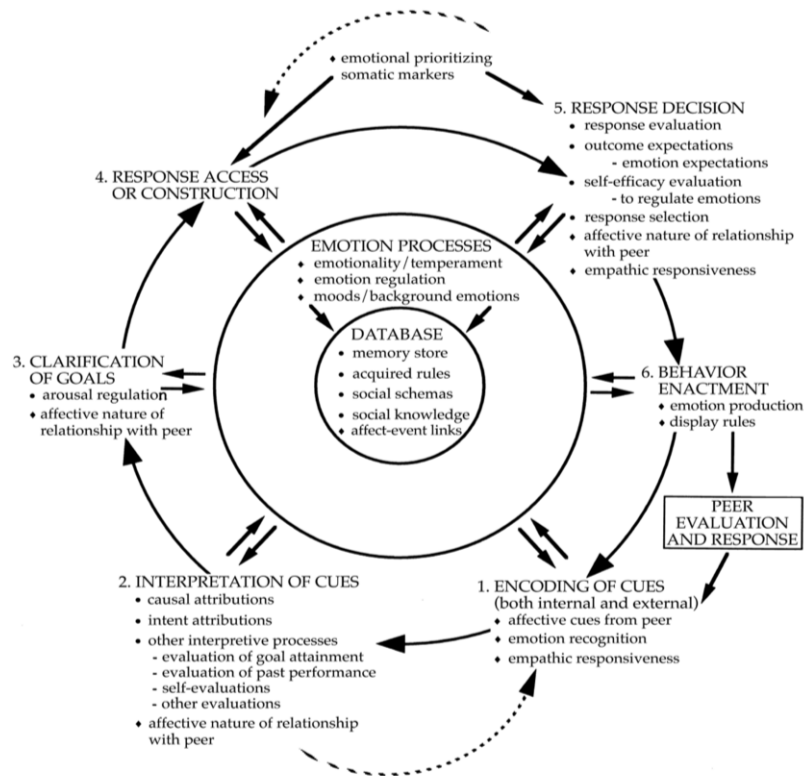 ♦ emotional prioritizing
somatic markers
5. RESPONSE DECISION
• response evaluation
• outcome expectations
- emotion expectations
• self-efficacy evaluation
- to regulate emotions
• response selection
♦ affective nature of relationship
with peer
♦ empathic responsiveness
4. RESPONSE ACCESS
OR CONSTRUCTION
EMOTION PROCESSES
♦ emotionality/temperament
♦ emotion regulation
♦ moods/background emotions
DATABASE
• memory store
• acquired rules
• social schemas
• social knowledge
♦ affect-event links
3. CLARIFICATION
OF GOALS
• arousal regulation
♦ affective nature of
relationship with peer
6. BEHAVIOR
ENACTMENT
♦ emotion production
♦ display rules
PEER
EVALUATION
AND RESPONSE
2. INTERPRETATION OF CUES
• causal attributions
• intent attributions
• other interpretive processes
- evaluation of goal attainment
- evaluation of past performance
- self-evaluations
- other evaluations
♦ affective nature of relationship
with peer
1. ENCODING OF CUES
(both internal and external)
♦ affective cues from peer
♦ emotion recognition
♦ empathic responsiveness